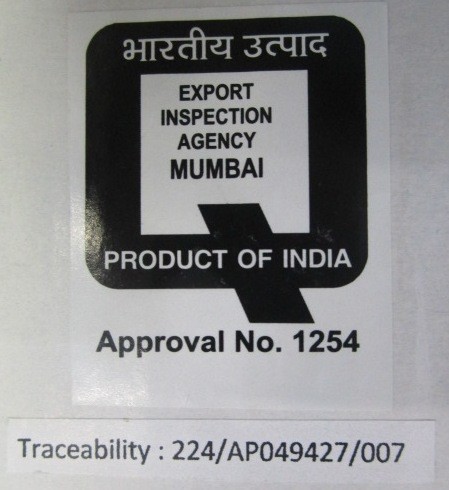 भारतीय उत्पाद
EXPORT
INSPECTION
AGENCY
MUMBAI
PRODUCT OF INDIA
Approval No. 1254
Traceability : 224/AP049427/007